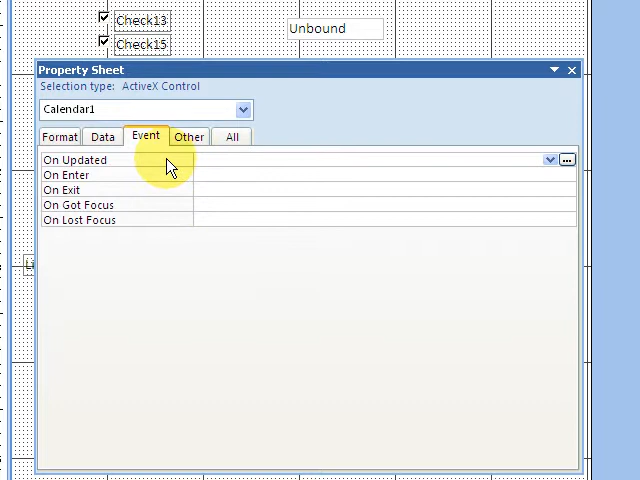 Check13
Unbound
Check15
Property Sheet
Selection type: ActiveX Control
Calendar1
Format Data Event Other All
On Updated ...
On Enter
On Exit
On Got Focus
On Lost Focus